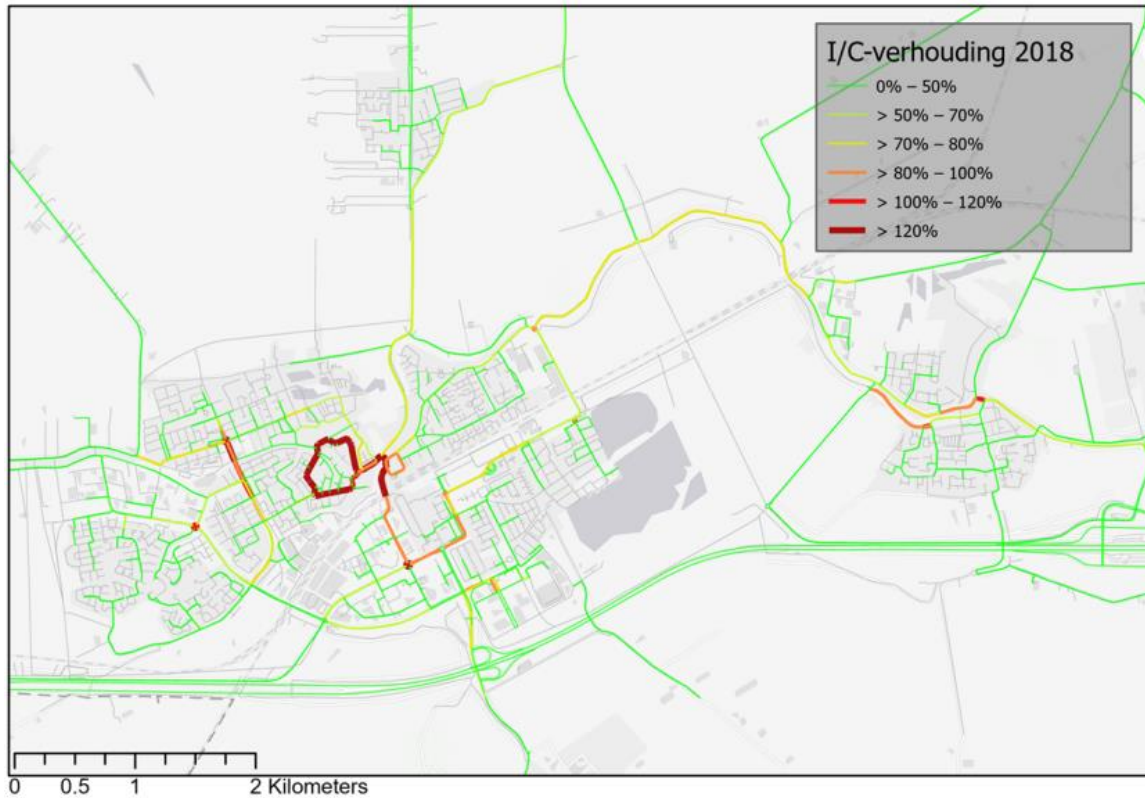 I/C-verhouding 2018
0% – 50%
> 50% – 70%
> 70% – 80%
> 80% – 100%
> 100% – 120%
> 120%
0 0.5 1 2 Kilometers